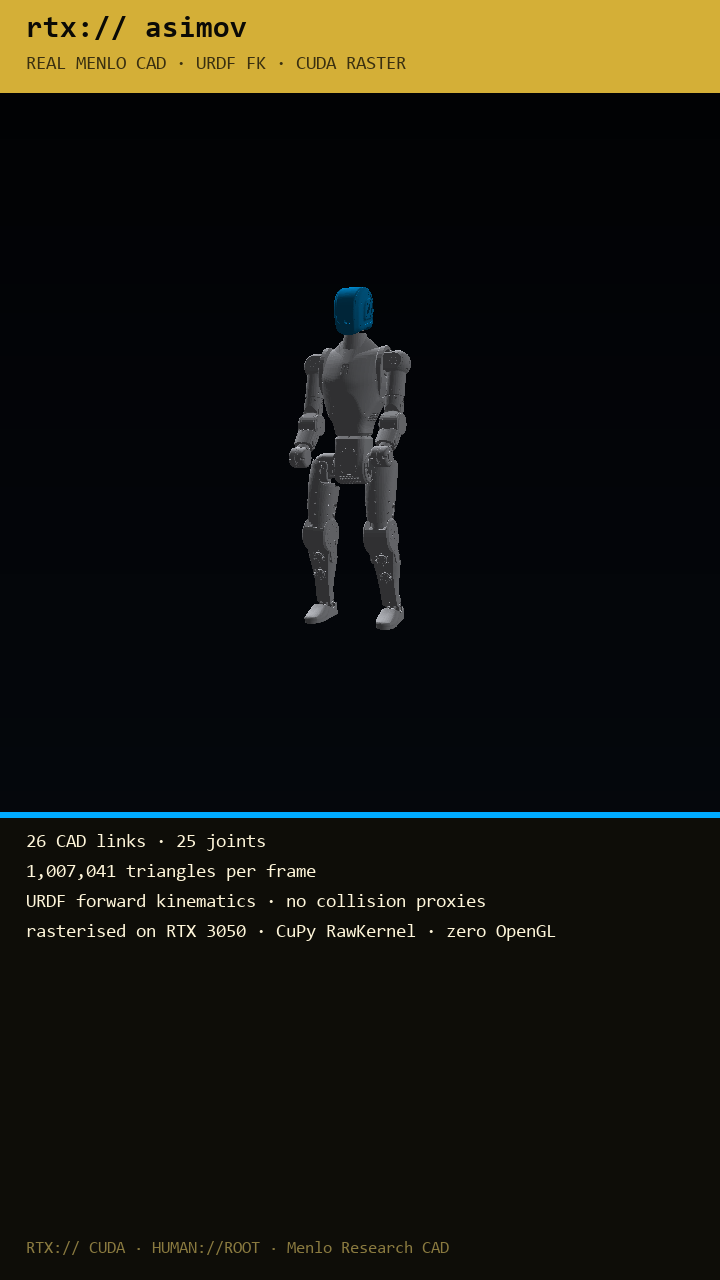 rtx:// asimov
REAL MENLO CAD · URDF FK · CUDA RASTER
26 CAD links · 25 joints
1,007,041 triangles per frame
URDF forward kinematics · no collision proxies
rasterised on RTX 3050 · CuPy RawKernel · zero OpenGL
RTX:// CUDA · HUMAN://ROOT · Menlo Research CAD